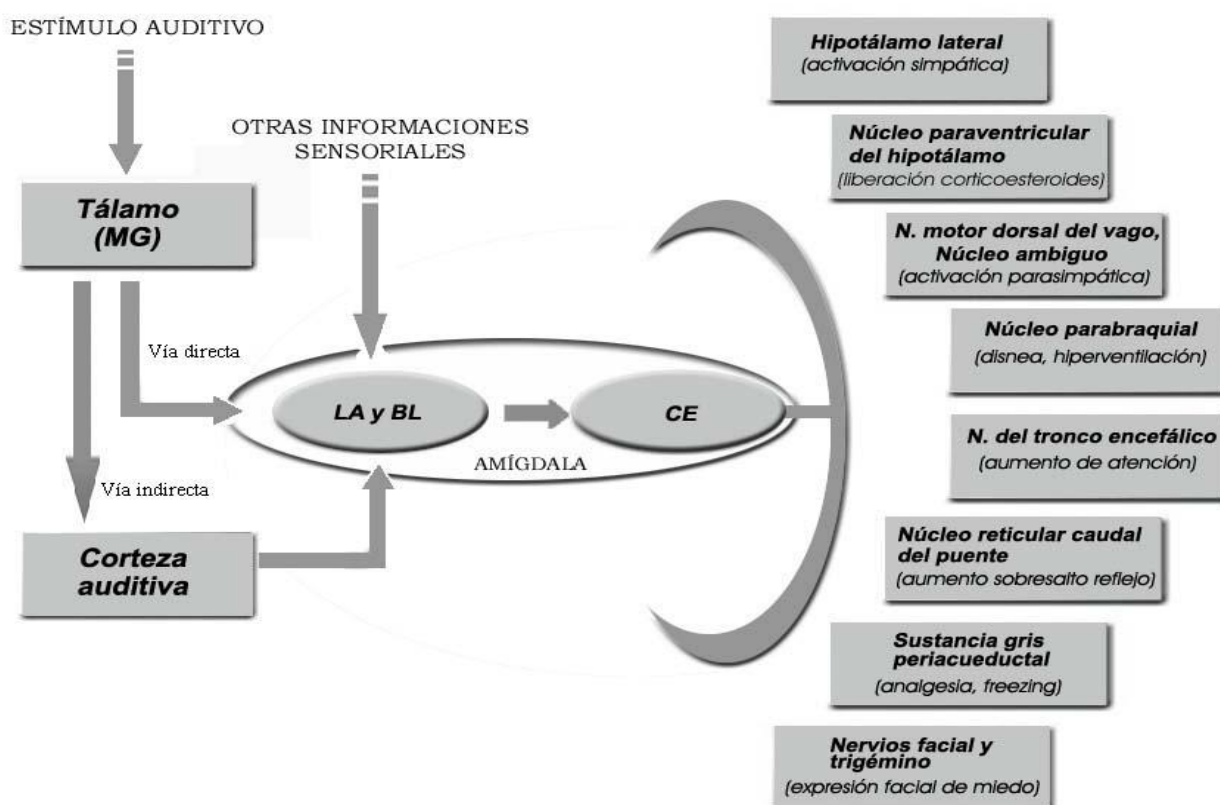 ESTÍMULO AUDITIVO
OTRAS INFORMACIONES
SENSORIALES
Tálamo
(MG)
Vía directa
Vía indirecta
Corteza
auditiva
LA y BL
CE
AMÍGDALA
Hipotálamo lateral
(activación simpática)
Núcleo paraventricular
del hipotálamo
(liberación corticoesteroides)
N. motor dorsal del vago,
Núcleo ambiguo
(activación parasimpática)
Núcleo parabraquial
(disnea, hiperventilación)
N. del tronco encefálico
(aumento de atención)
Núcleo reticular caudal
del puente
(aumento sobresalto reflejo)
Sustancia gris
periacueductal
(analgesia, freezing)
Nervios facial y
trigémino
(expresión facial de miedo)